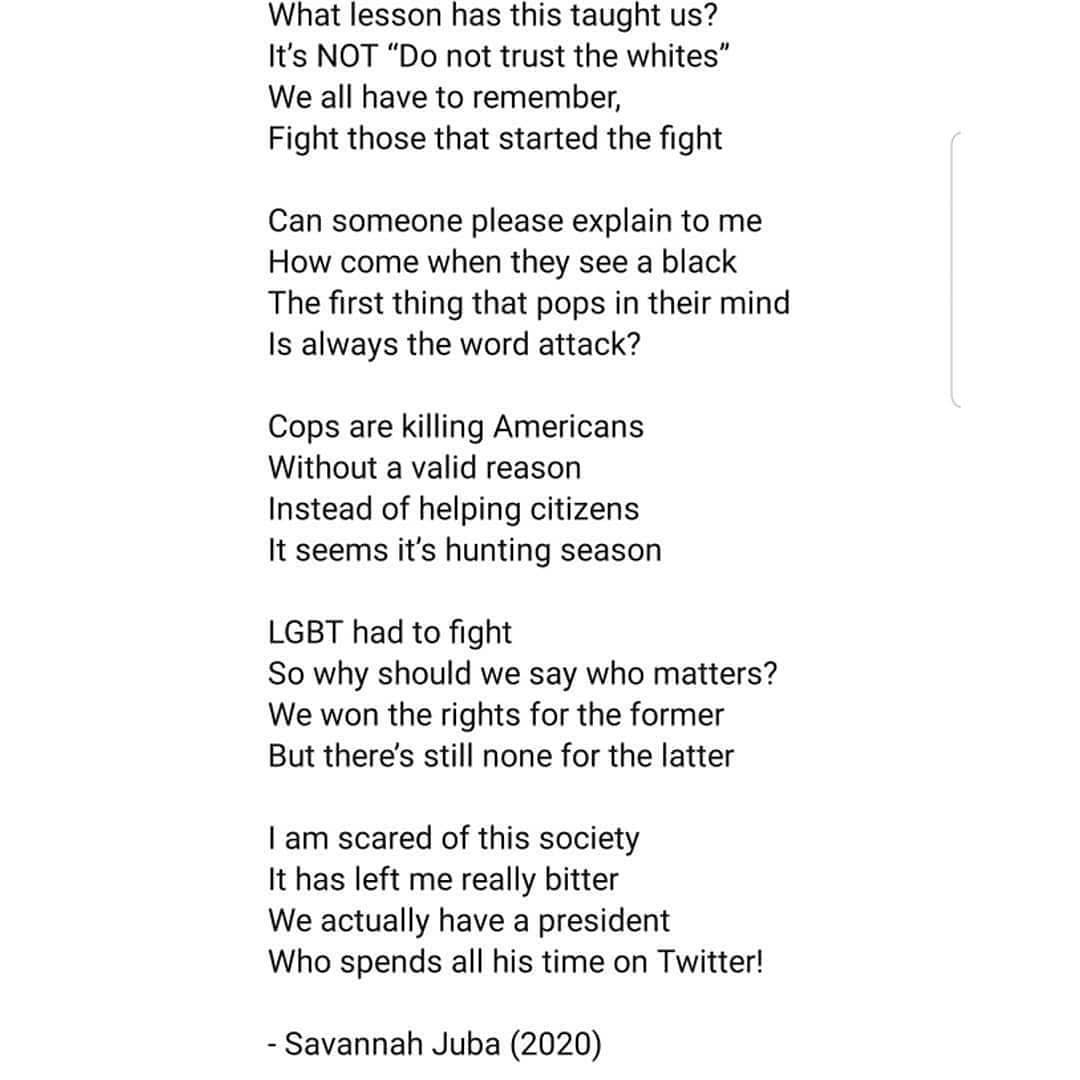 What lesson has this taught us?
It’s NOT “Do not trust the whites”
We all have to remember,
Fight those that started the fight
Can someone please explain to me
How come when they see a black
The first thing that pops in their mind
Is always the word attack?
Cops are killing Americans
Without a valid reason
Instead of helping citizens
It seems it’s hunting season
LGBT had to fight
So why should we say who matters?
We won the rights for the former
But there’s still none for the latter
I am scared of this society
It has left me really bitter
We actually have a president
Who spends all his time on Twitter!
- Savannah Juba (2020)